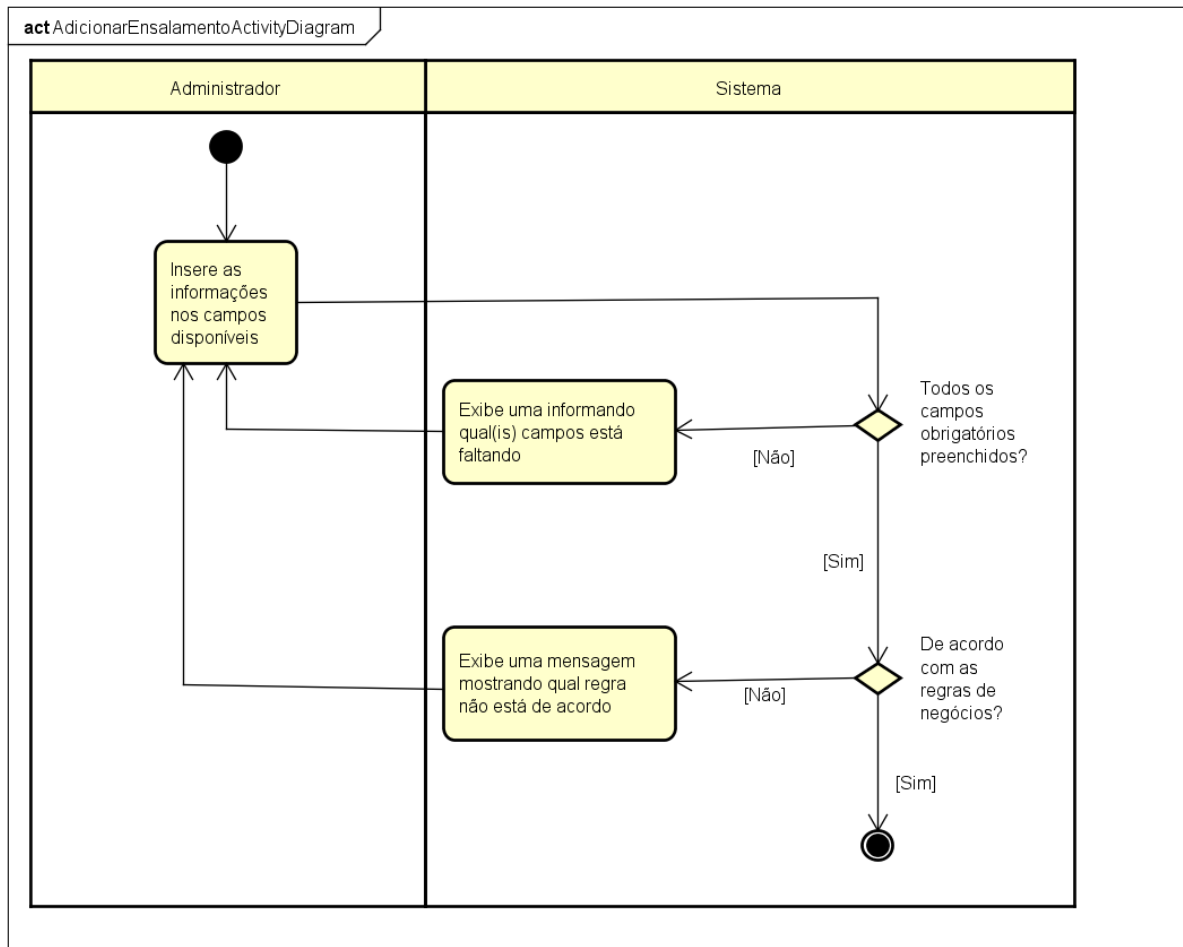 act AdicionarEnsalamentoActivityDiagram
Administrador
Sistema
Insere as
informações
nos campos
disponíveis
Exibe uma informando
qual(is) campos está
faltando
[Não]
Todos os
campos
obrigatórios
preenchidos?
[Sim]
Exibe uma mensagem
mostrando qual regra
não está de acordo
[Não]
De acordo
com as
regras de
negócios?
[Sim]